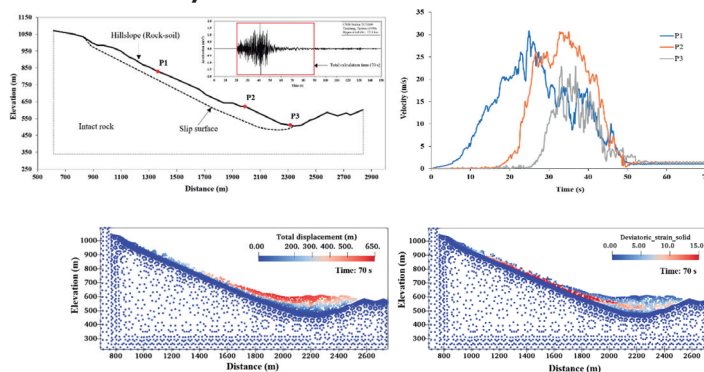 1150
1050
950
850
750
650
550
450
350
250
Elevation (m)
Hillslope (Rock-soil)
P1
P2
P3
Slip surface
Intact rock
Total calculation time (70 s)
500 700 900 1100 1300 1500 1700 1900 2100 2300 2500 2700 2900
Distance (m)
35
30
25
20
15
10
5
0
Velocity (m/s)
P1
P2
P3
0 20 40 60
Time (s)
Total displacement (m)
0.00 200. 300. 400. 500. 650.
Time: 70 s
1000
900
800
700
600
500
400
300
Elevation (m)
800 1000 1200 1400 1600 1800 2000 2200 2400 2600
Distance (m)
Deviatoric_strain_solid
0.00 5.0 10.0 15.0
Time: 70 s
1000
900
800
700
600
500
400
300
Elevation (m)
800 1000 1200 1400 1600 1800 2000 2200 2400 2600
Distance (m)